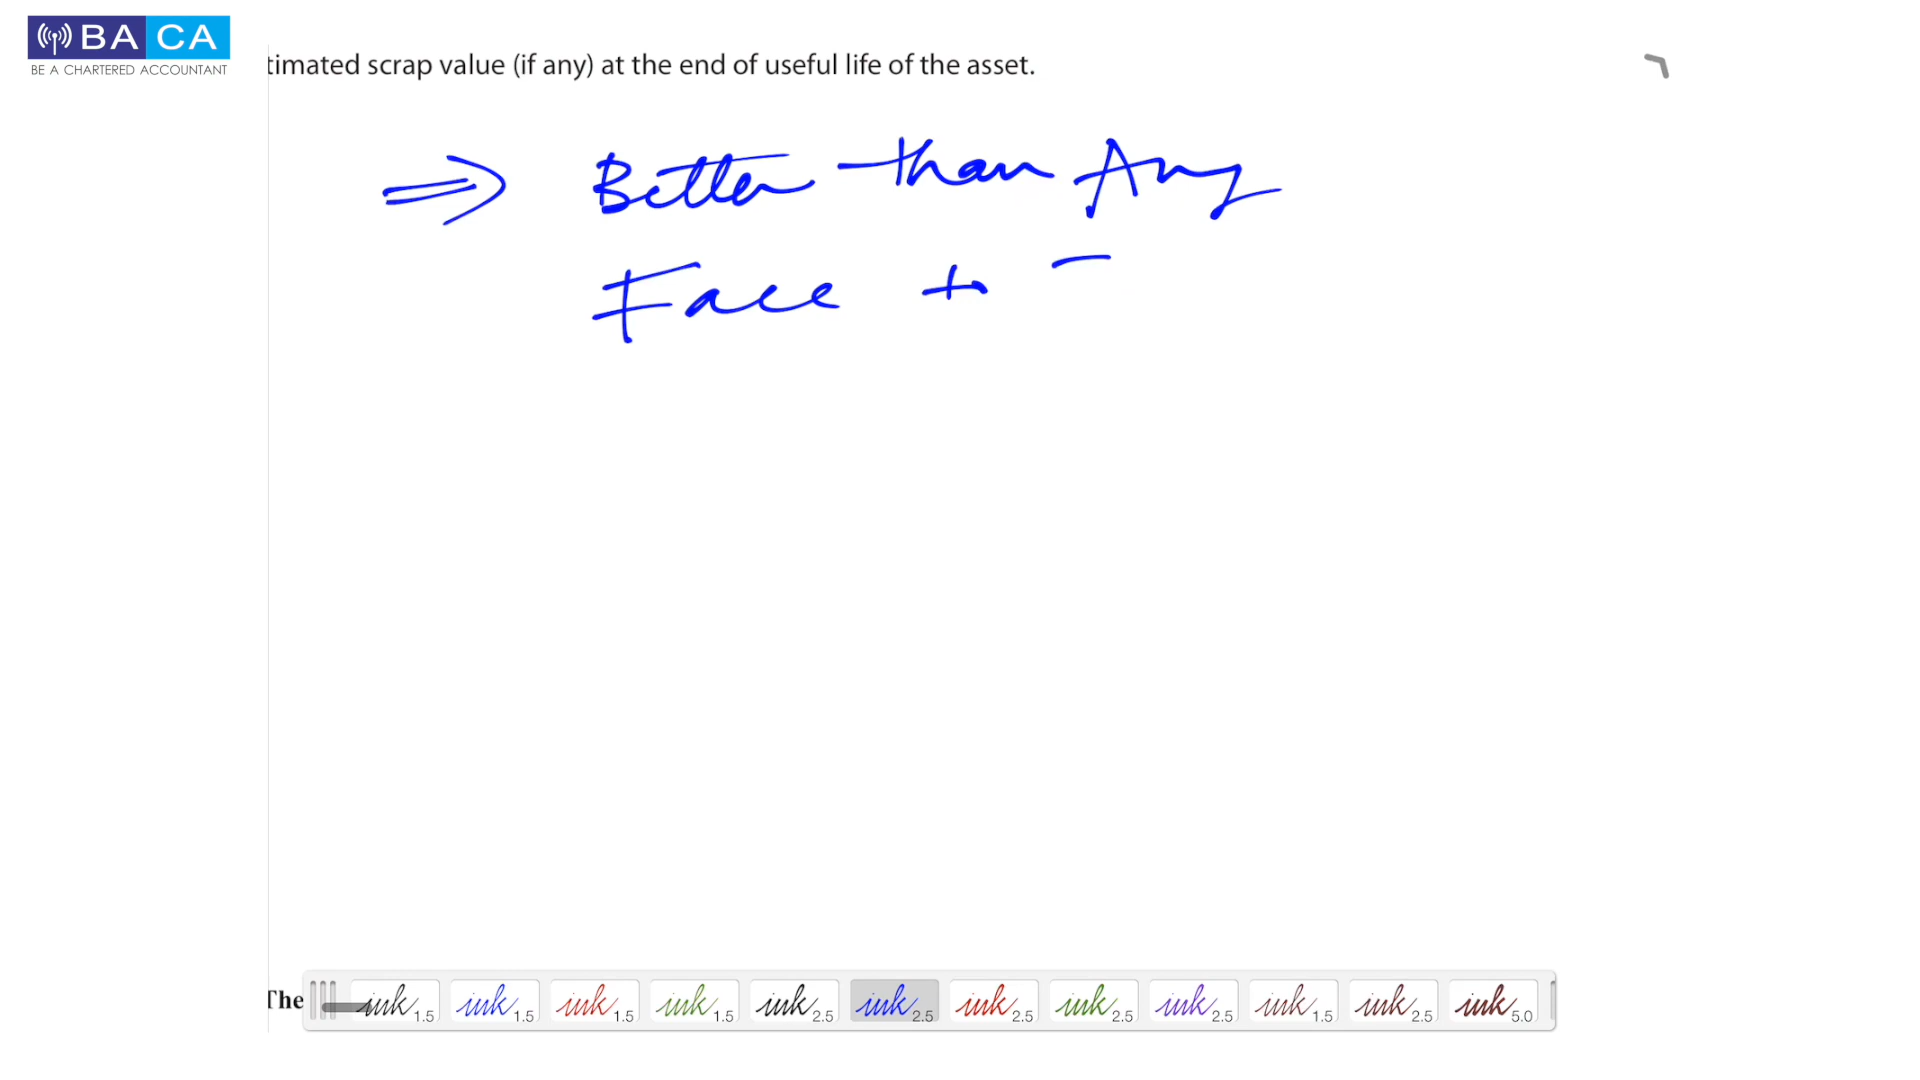 BA CA
BE A CHARTERED ACCOUNTANT
timated scrap value (if any) at the end of useful life of the asset.
⇒ Better than Any
Face to
The
ink 1.5 ink 1.5 ink 1.5 ink 1.5 ink 2.5 ink 2.5 ink 2.5 ink 2.5 ink 2.5 ink 1.5 ink 2.5 ink 5.0